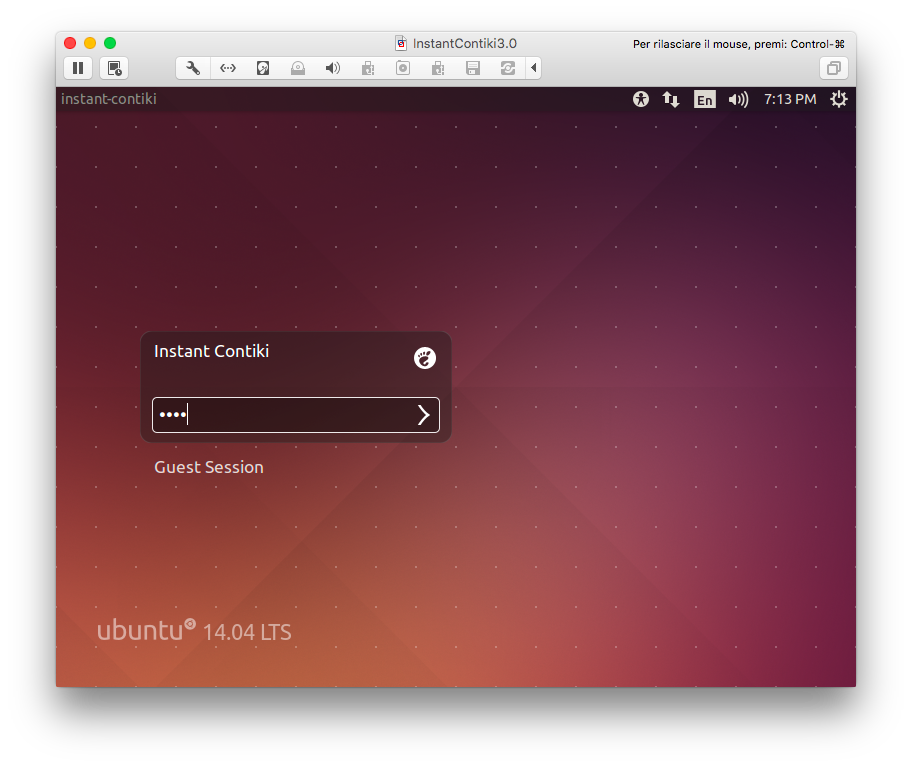 InstantContiki3.0
Per rilasciare il mouse, premi: Control-⌘
instant-contiki
En
7:13 PM
Instant Contiki
••••
Guest Session
ubuntu 14.04 LTS